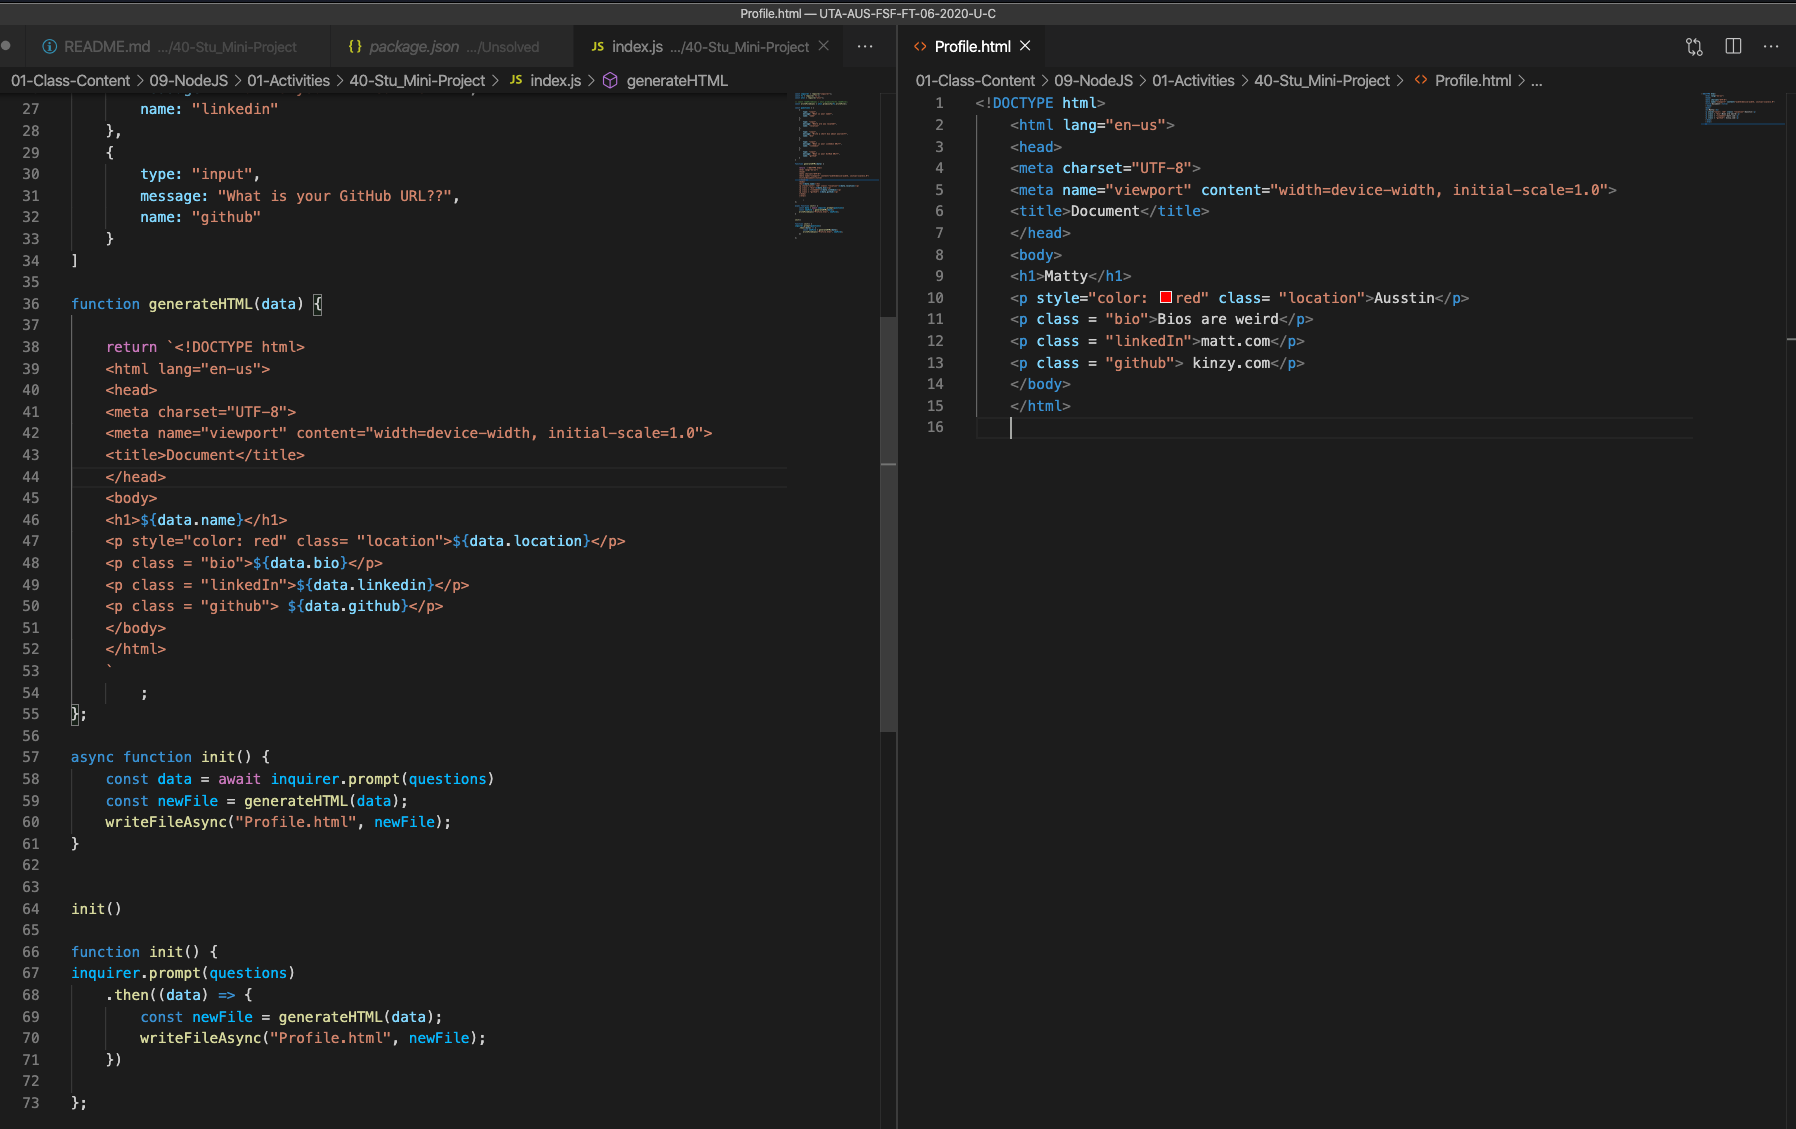 Profile.html — UTA-AUS-FSF-FT-06-2020-U-C
README.md .../40-Stu_Mini-Project
{} package.json .../Unsolved
JS index.js .../40-Stu_Mini-Project
Profile.html
01-Class-Content > 09-NodeJS > 01-Activities > 40-Stu_Mini-Project > JS index.js > generateHTML
27 name: "linkedin"
28 },
29 {
30 type: "input",
31 message: "What is your GitHub URL??",
32 name: "github"
33 }
34 ]
35
36 function generateHTML(data) {
37
38 return `<!DOCTYPE html>
39 <html lang="en-us">
40 <head>
41 <meta charset="UTF-8">
42 <meta name="viewport" content="width=device-width, initial-scale=1.0">
43 <title>Document</title>
44 </head>
45 <body>
46 <h1>${data.name}</h1>
47 <p style="color: red" class= "location">${data.location}</p>
48 <p class = "bio">${data.bio}</p>
49 <p class = "linkedIn">${data.linkedin}</p>
50 <p class = "github"> ${data.github}</p>
51 </body>
52 </html>
53 `
54 ;
55 };
56
57 async function init() {
58 const data = await inquirer.prompt(questions)
59 const newFile = generateHTML(data);
60 writeFileAsync("Profile.html", newFile);
61 }
62
63
64 init()
65
66 function init() {
67 inquirer.prompt(questions)
68 .then((data) => {
69 const newFile = generateHTML(data);
70 writeFileAsync("Profile.html", newFile);
71 })
72
73 };
01-Class-Content > 09-NodeJS > 01-Activities > 40-Stu_Mini-Project > Profile.html > ...
1 <!DOCTYPE html>
2 <html lang="en-us">
3 <head>
4 <meta charset="UTF-8">
5 <meta name="viewport" content="width=device-width, initial-scale=1.0">
6 <title>Document</title>
7 </head>
8 <body>
9 <h1>Matty</h1>
10 <p style="color: red" class= "location">Ausstin</p>
11 <p class = "bio">Bios are weird</p>
12 <p class = "linkedIn">matt.com</p>
13 <p class = "github"> kinzy.com</p>
14 </body>
15 </html>
16